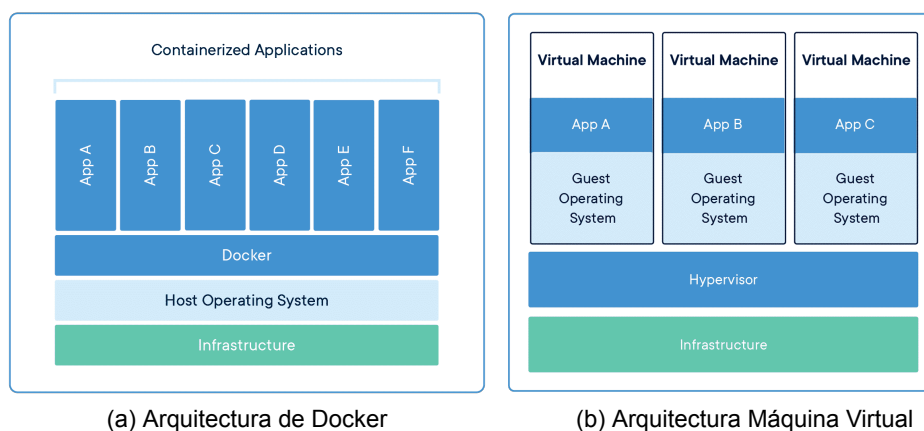 Containerized Applications
App A
App B
App C
App D
App E
App F
Docker
Host Operating System
Infrastructure
(a) Arquitectura de Docker
Virtual Machine
App A
Guest
Operating
System
Virtual Machine
App B
Guest
Operating
System
Virtual Machine
App C
Guest
Operating
System
Hypervisor
Infrastructure
(b) Arquitectura Máquina Virtual